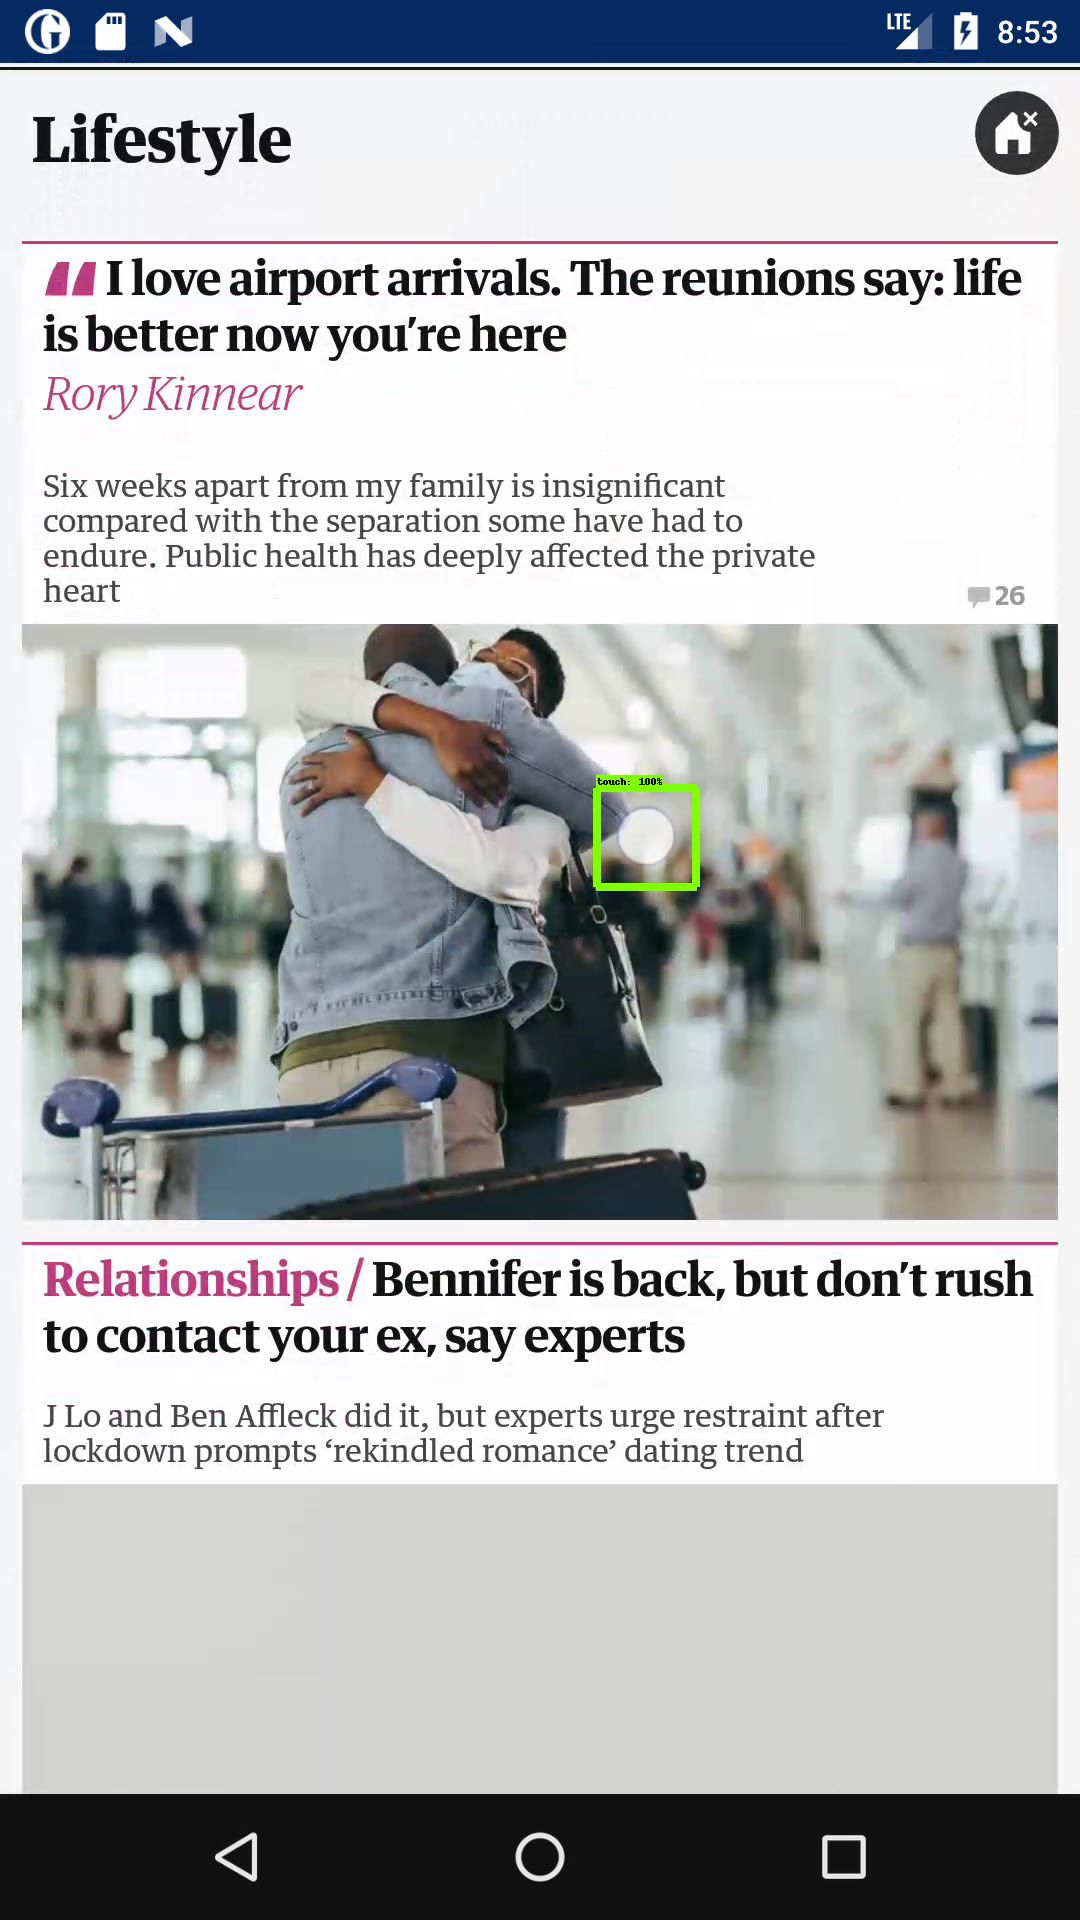 LTE 8:53
Lifestyle
I love airport arrivals. The reunions say: life
is better now you’re here
Rory Kinnear
Six weeks apart from my family is insignificant
compared with the separation some have had to
endure. Public health has deeply affected the private
heart
26
touch: 100%
Relationships / Bennifer is back, but don’t rush
to contact your ex, say experts
J Lo and Ben Affleck did it, but experts urge restraint after
lockdown prompts ‘rekindled romance’ dating trend